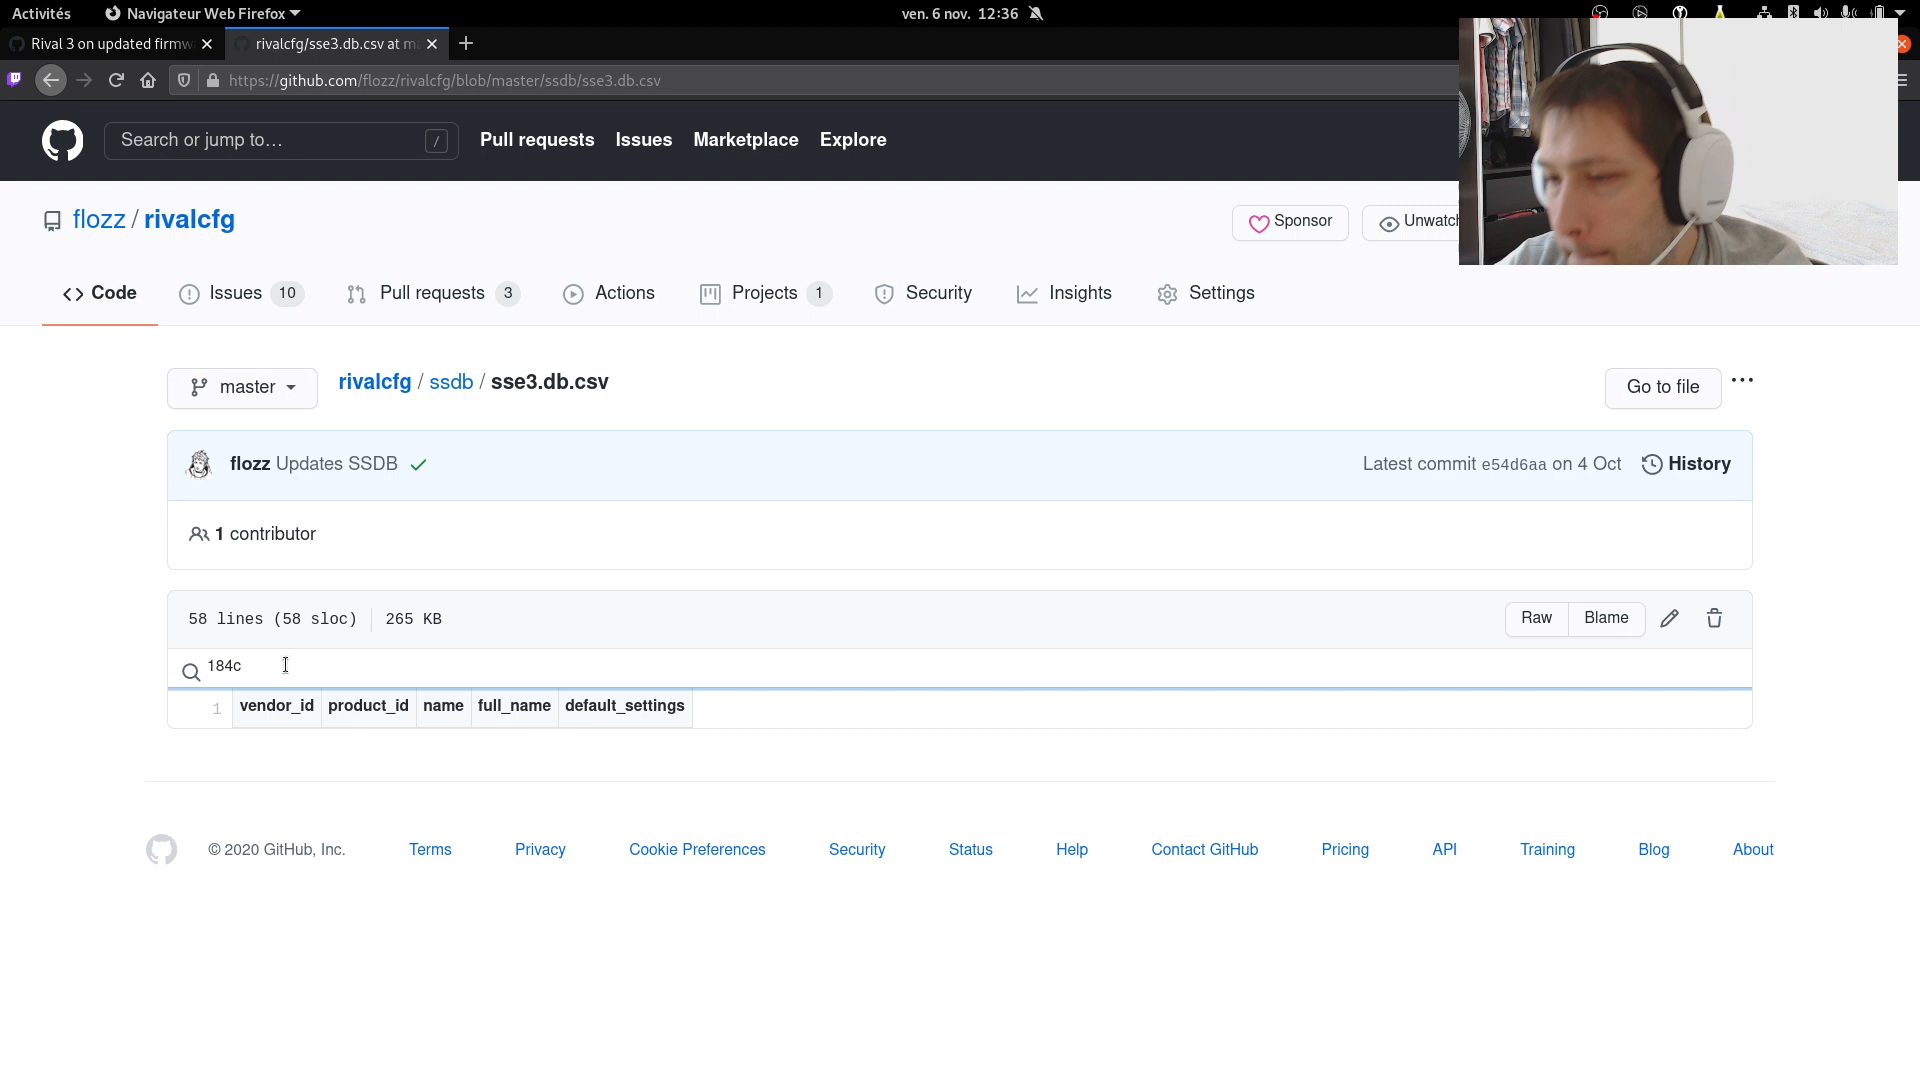 Activités
Navigateur Web Firefox
ven. 6 nov. 12:36
Rival 3 on updated firmw
rivalcfg/sse3.db.csv at ma
https://github.com/flozz/rivalcfg/blob/master/ssdb/sse3.db.csv
Search or jump to…
/
Pull requests
Issues
Marketplace
Explore
flozz / rivalcfg
Sponsor
Unwatch
Code
Issues 10
Pull requests 3
Actions
Projects 1
Security
Insights
Settings
master
rivalcfg / ssdb / sse3.db.csv
Go to file
flozz Updates SSDB
Latest commit e54d6aa on 4 Oct
History
1 contributor
58 lines (58 sloc)
265 KB
Raw
Blame
184c
1 vendor_id product_id name full_name default_settings
© 2020 GitHub, Inc.
Terms
Privacy
Cookie Preferences
Security
Status
Help
Contact GitHub
Pricing
API
Training
Blog
About